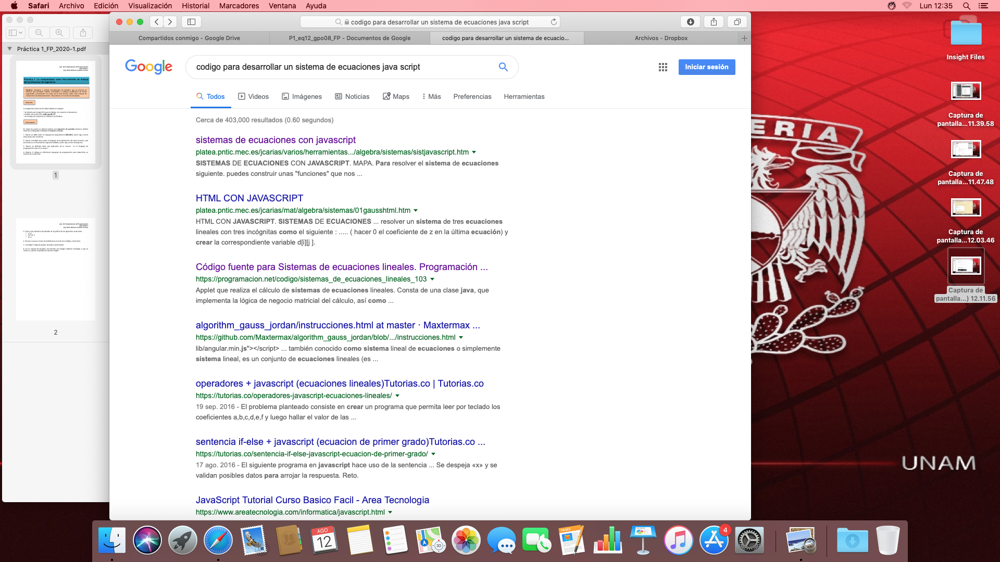 Safari Archivo Edición Visualización Historial Marcadores Ventana Ayuda Lun 12:35
codigo para desarrollar un sistema de ecuaciones java script
Compartidos conmigo - Google Drive
P1_eq12_gpo08_FP - Documentos de Google
codigo para desarrollar un sistema de ecuacio...
Archivos - Dropbox
Práctica 1_FP_2020-1.pdf
Práctica 1. La computadora como herramienta de trabajo
del profesional de ingeniería
1
2
Google
codigo para desarrollar un sistema de ecuaciones java script
Iniciar sesión
Todos Videos Imágenes Noticias Maps Más Preferencias Herramientas
Cerca de 403,000 resultados (0.60 segundos)
sistemas de ecuaciones con javascript
platea.pntic.mec.es/jcarias/varios/herramientas.../algebra/sistemas/sistjavascript.htm
SISTEMAS DE ECUACIONES CON JAVASCRIPT. MAPA. Para resolver el sistema de ecuaciones
siguiente. puedes construir unas "funciones" que nos ...
HTML CON JAVASCRIPT
platea.pntic.mec.es/jcarias/mat/algebra/sistemas/01gausshtml.htm
HTML CON JAVASCRIPT. SISTEMAS DE ECUACIONES ... resolver un sistema de tres ecuaciones
lineales con tres incógnitas como el siguiente : ..... ( hacer 0 el coeficiente de z en la última ecuación) y
crear la correspondiente variable d[i][j ].
Código fuente para Sistemas de ecuaciones lineales. Programación ...
https://programacion.net/codigo/sistemas_de_ecuaciones_lineales_103
Applet que realiza el cálculo de sistemas de ecuaciones lineales. Consta de una clase java, que
implementa la lógica de negocio matricial del cálculo, así como ...
algorithm_gauss_jordan/instrucciones.html at master · Maxtermax ...
https://github.com/Maxtermax/algorithm_gauss_jordan/blob/.../instrucciones.html
lib/angular.min.js"></script> ... también conocido como sistema lineal de ecuaciones o simplemente
sistema lineal, es un conjunto de ecuaciones lineales (es ...
operadores + javascript (ecuaciones lineales)Tutorias.co | Tutorias.co
https://tutorias.co/operadores-javascript-ecuaciones-lineales/
19 sep. 2016 - El problema planteado consiste en crear un programa que permita leer por teclado los
coeficientes a,b,c,d,e,f y luego hallar el valor de las ...
sentencia if-else + javascript (ecuacion de primer grado)Tutorias.co ...
https://tutorias.co/sentencia-if-else-javascript-ecuacion-de-primer-grado/
17 ago. 2016 - El siguiente programa en javascript hace uso de la sentencia ... Se despeja «x» y se
validan posibles datos para arrojar la respuesta. Reto.
JavaScript Tutorial Curso Basico Facil - Area Tecnologia
https://www.areatecnologia.com/informatica/javascript.html
Insight Files
Captura de
pantalla...11.39.58
Captura de
pantalla...11.47.48
Captura de
pantalla...12.03.46
Captura de
pantalla...) 12.11.56
ERIA
UNAM
AGO
12
3D
PAGES
4